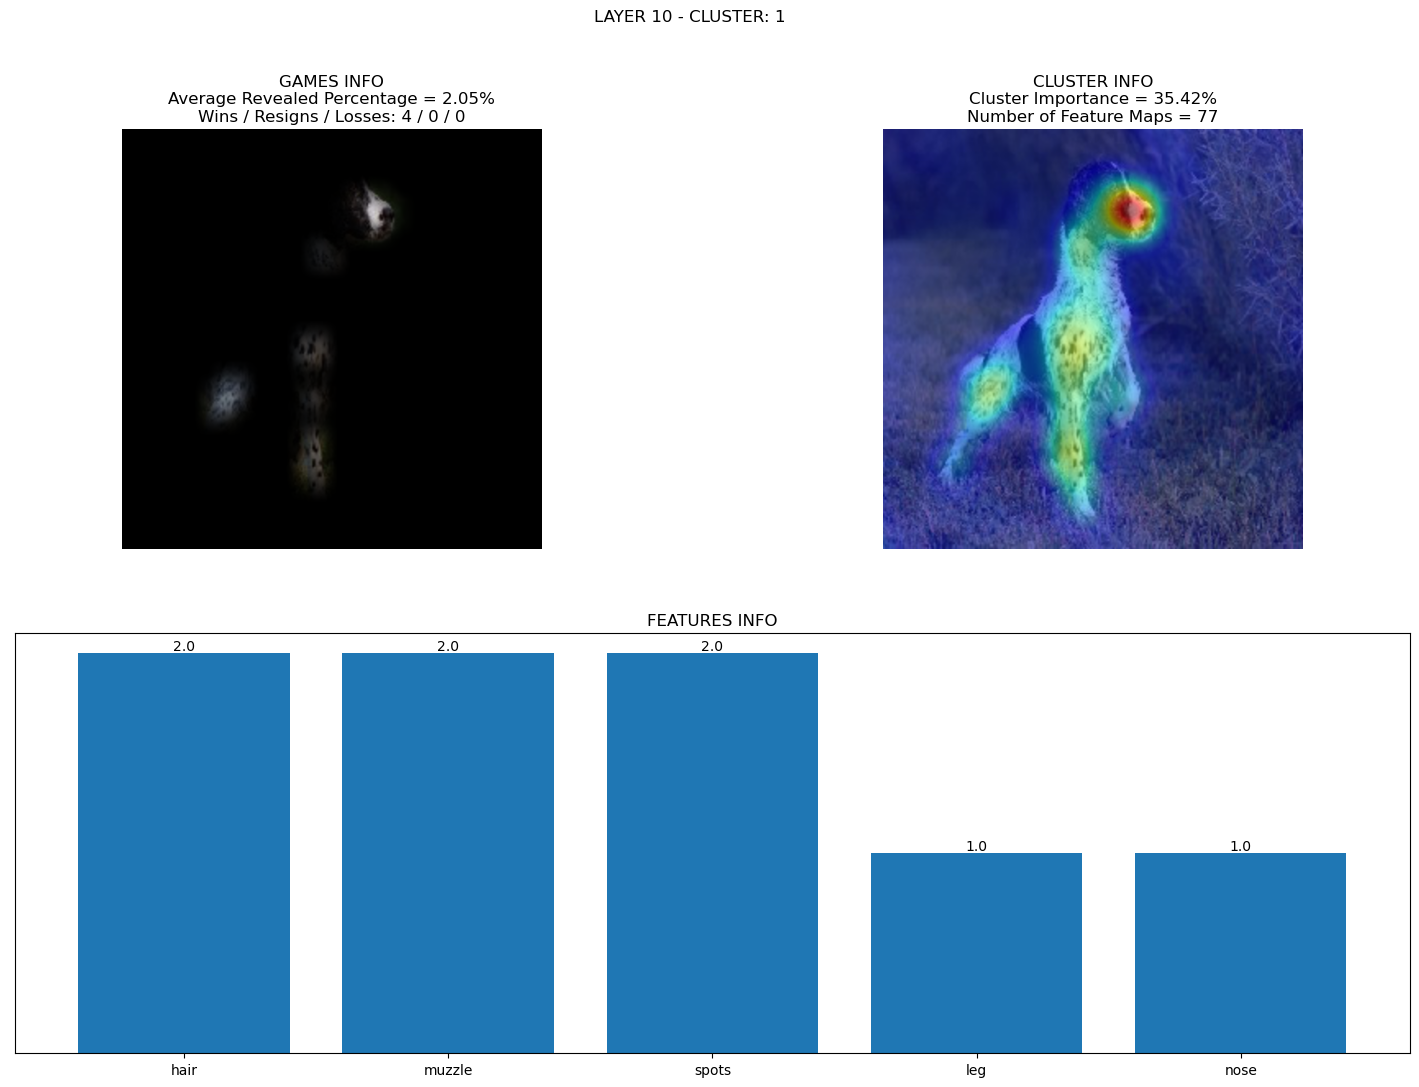 LAYER 10 - CLUSTER: 1
GAMES INFO
Average Revealed Percentage = 2.05%
Wins / Resigns / Losses: 4 / 0 / 0
CLUSTER INFO
Cluster Importance = 35.42%
Number of Feature Maps = 77
FEATURES INFO
2.0
2.0
2.0
1.0
1.0
hair
muzzle
spots
leg
nose